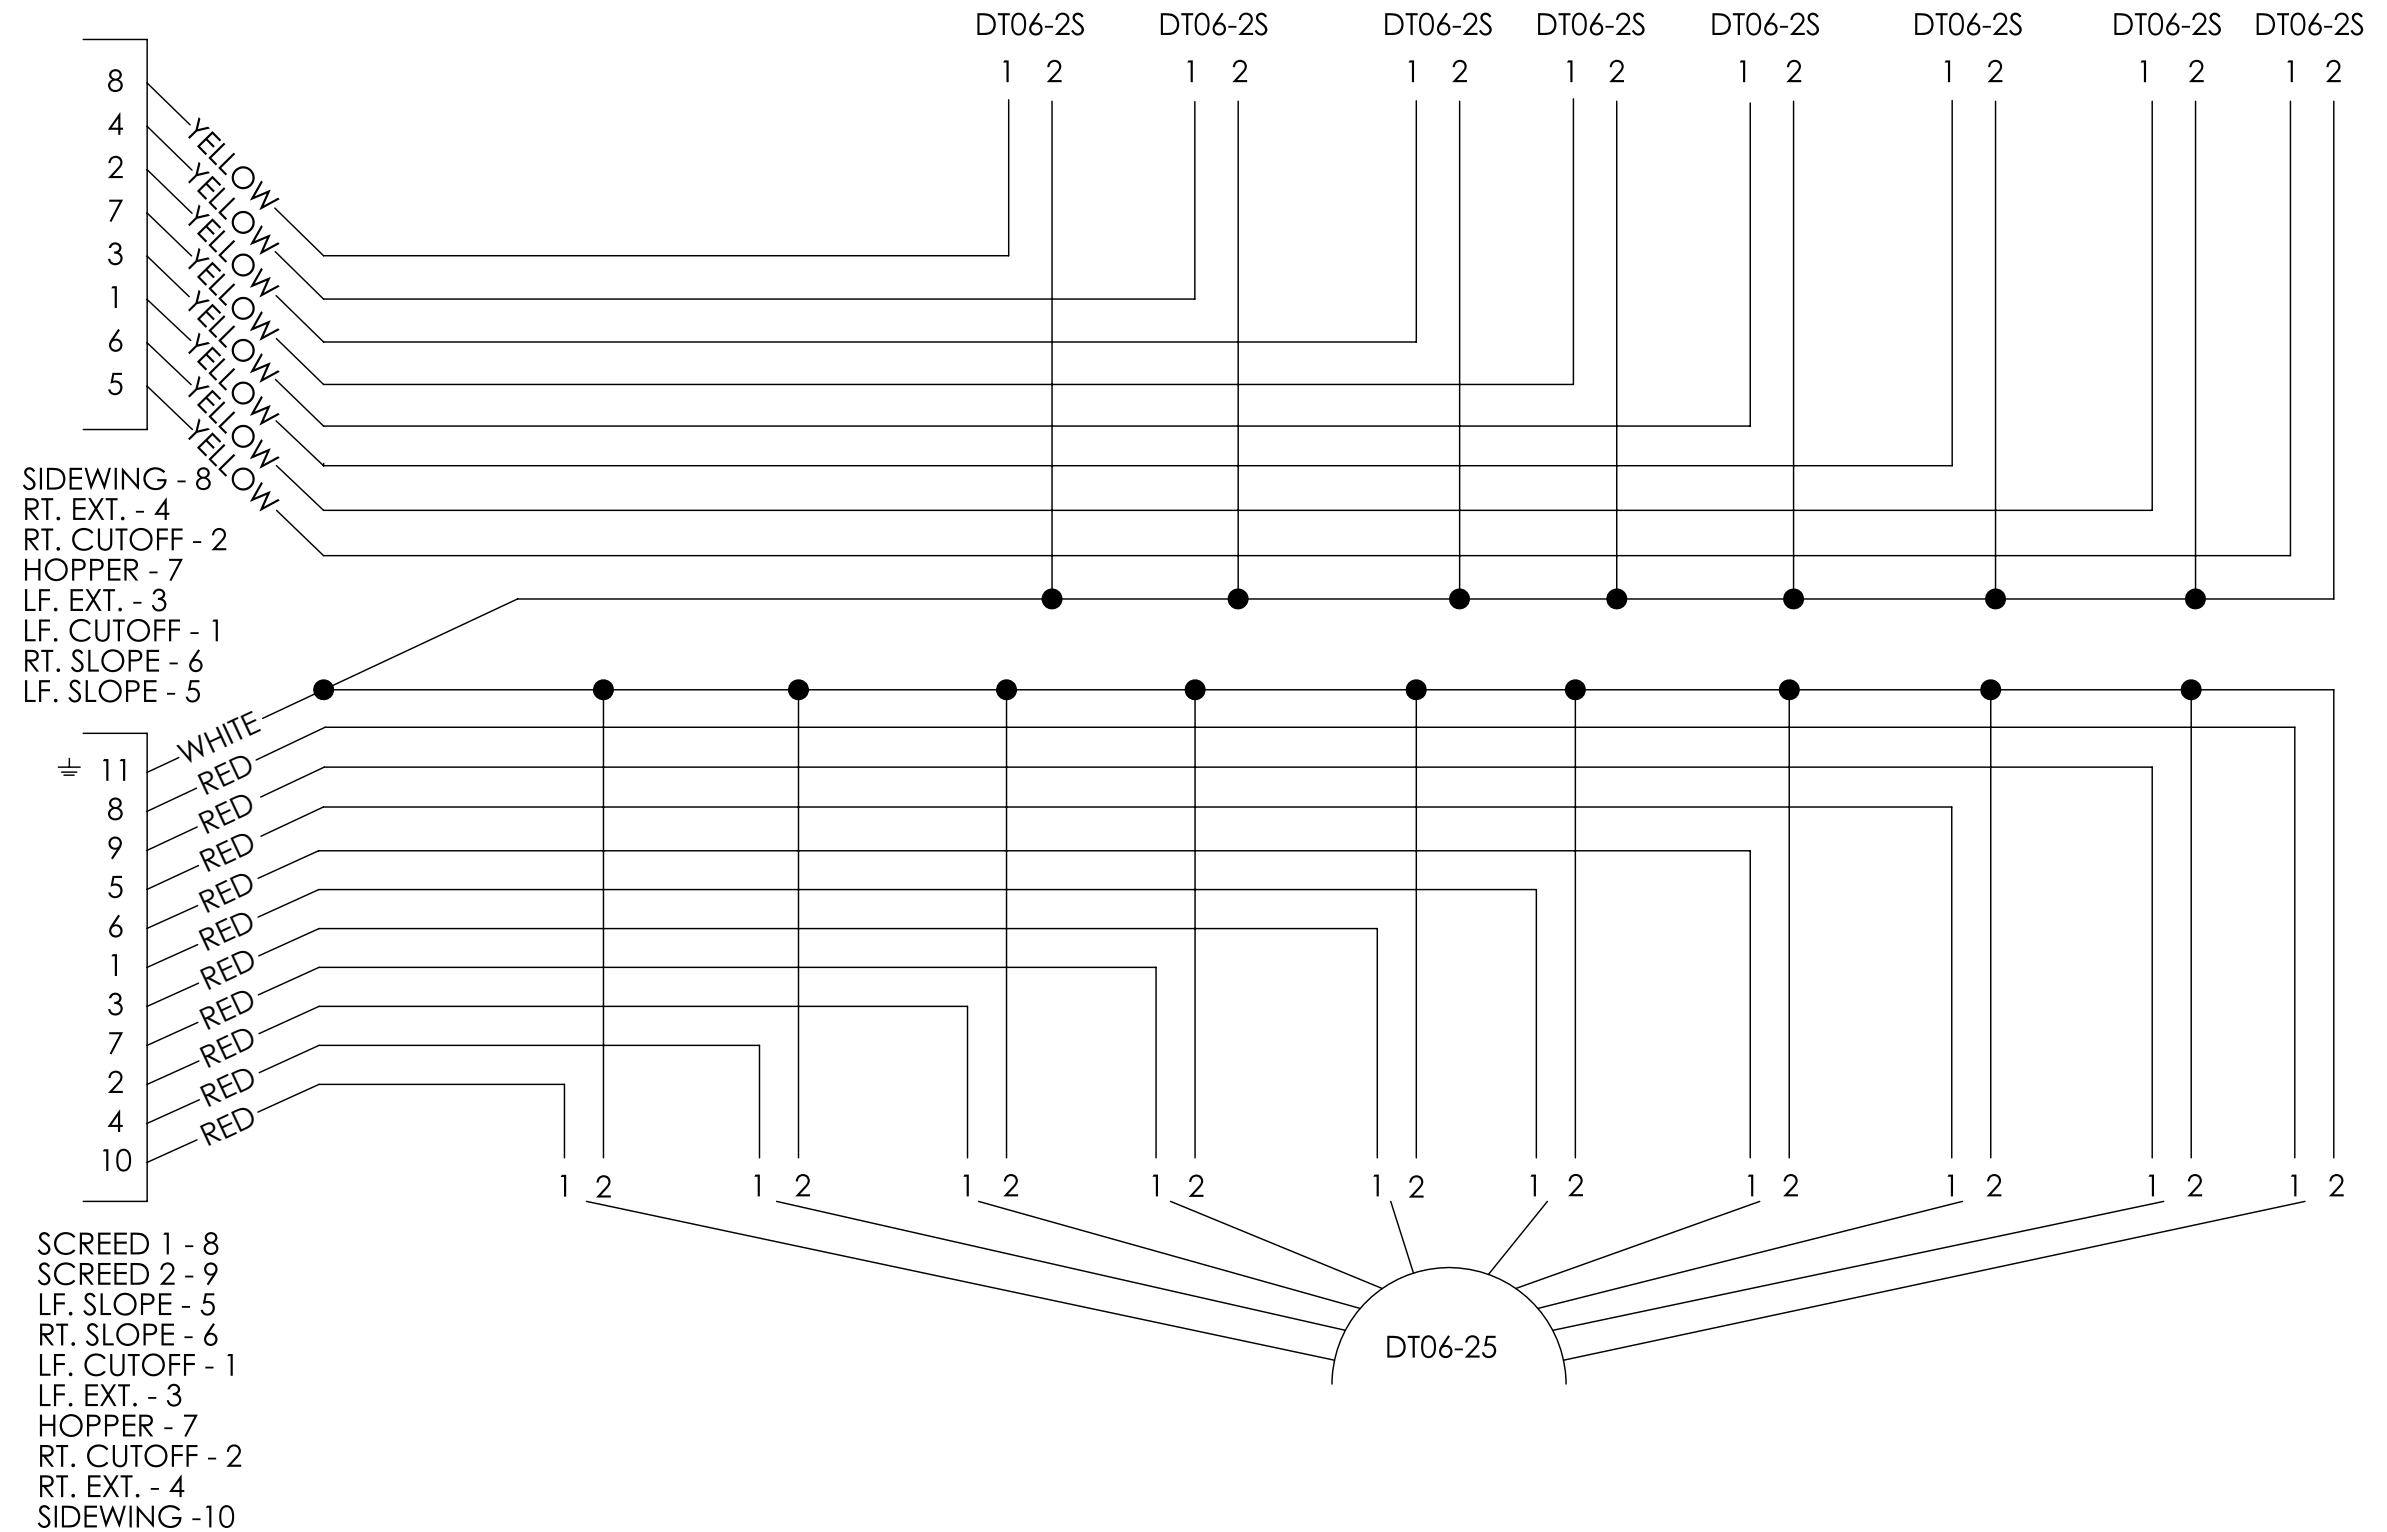 DT06-2S DT06-2S DT06-2S DT06-2S DT06-2S DT06-2S DT06-2S DT06-2S
1 2 1 2 1 2 1 2 1 2 1 2 1 2 1 2
8 YELLOW
4 YELLOW
2 YELLOW
7 YELLOW
3 YELLOW
1 YELLOW
6 YELLOW
5 YELLOW
SIDEWING - 8
RT. EXT. - 4
RT. CUTOFF - 2
HOPPER - 7
LF. EXT. - 3
LF. CUTOFF - 1
RT. SLOPE - 6
LF. SLOPE - 5
11 WHITE
8 RED
9 RED
5 RED
6 RED
1 RED
3 RED
7 RED
2 RED
4 RED
10 RED
1 2 1 2 1 2 1 2 1 2 1 2 1 2 1 2 1 2 1 2
DT06-25
SCREED 1 - 8
SCREED 2 - 9
LF. SLOPE - 5
RT. SLOPE - 6
LF. CUTOFF - 1
LF. EXT. - 3
HOPPER - 7
RT. CUTOFF - 2
RT. EXT. - 4
SIDEWING -10